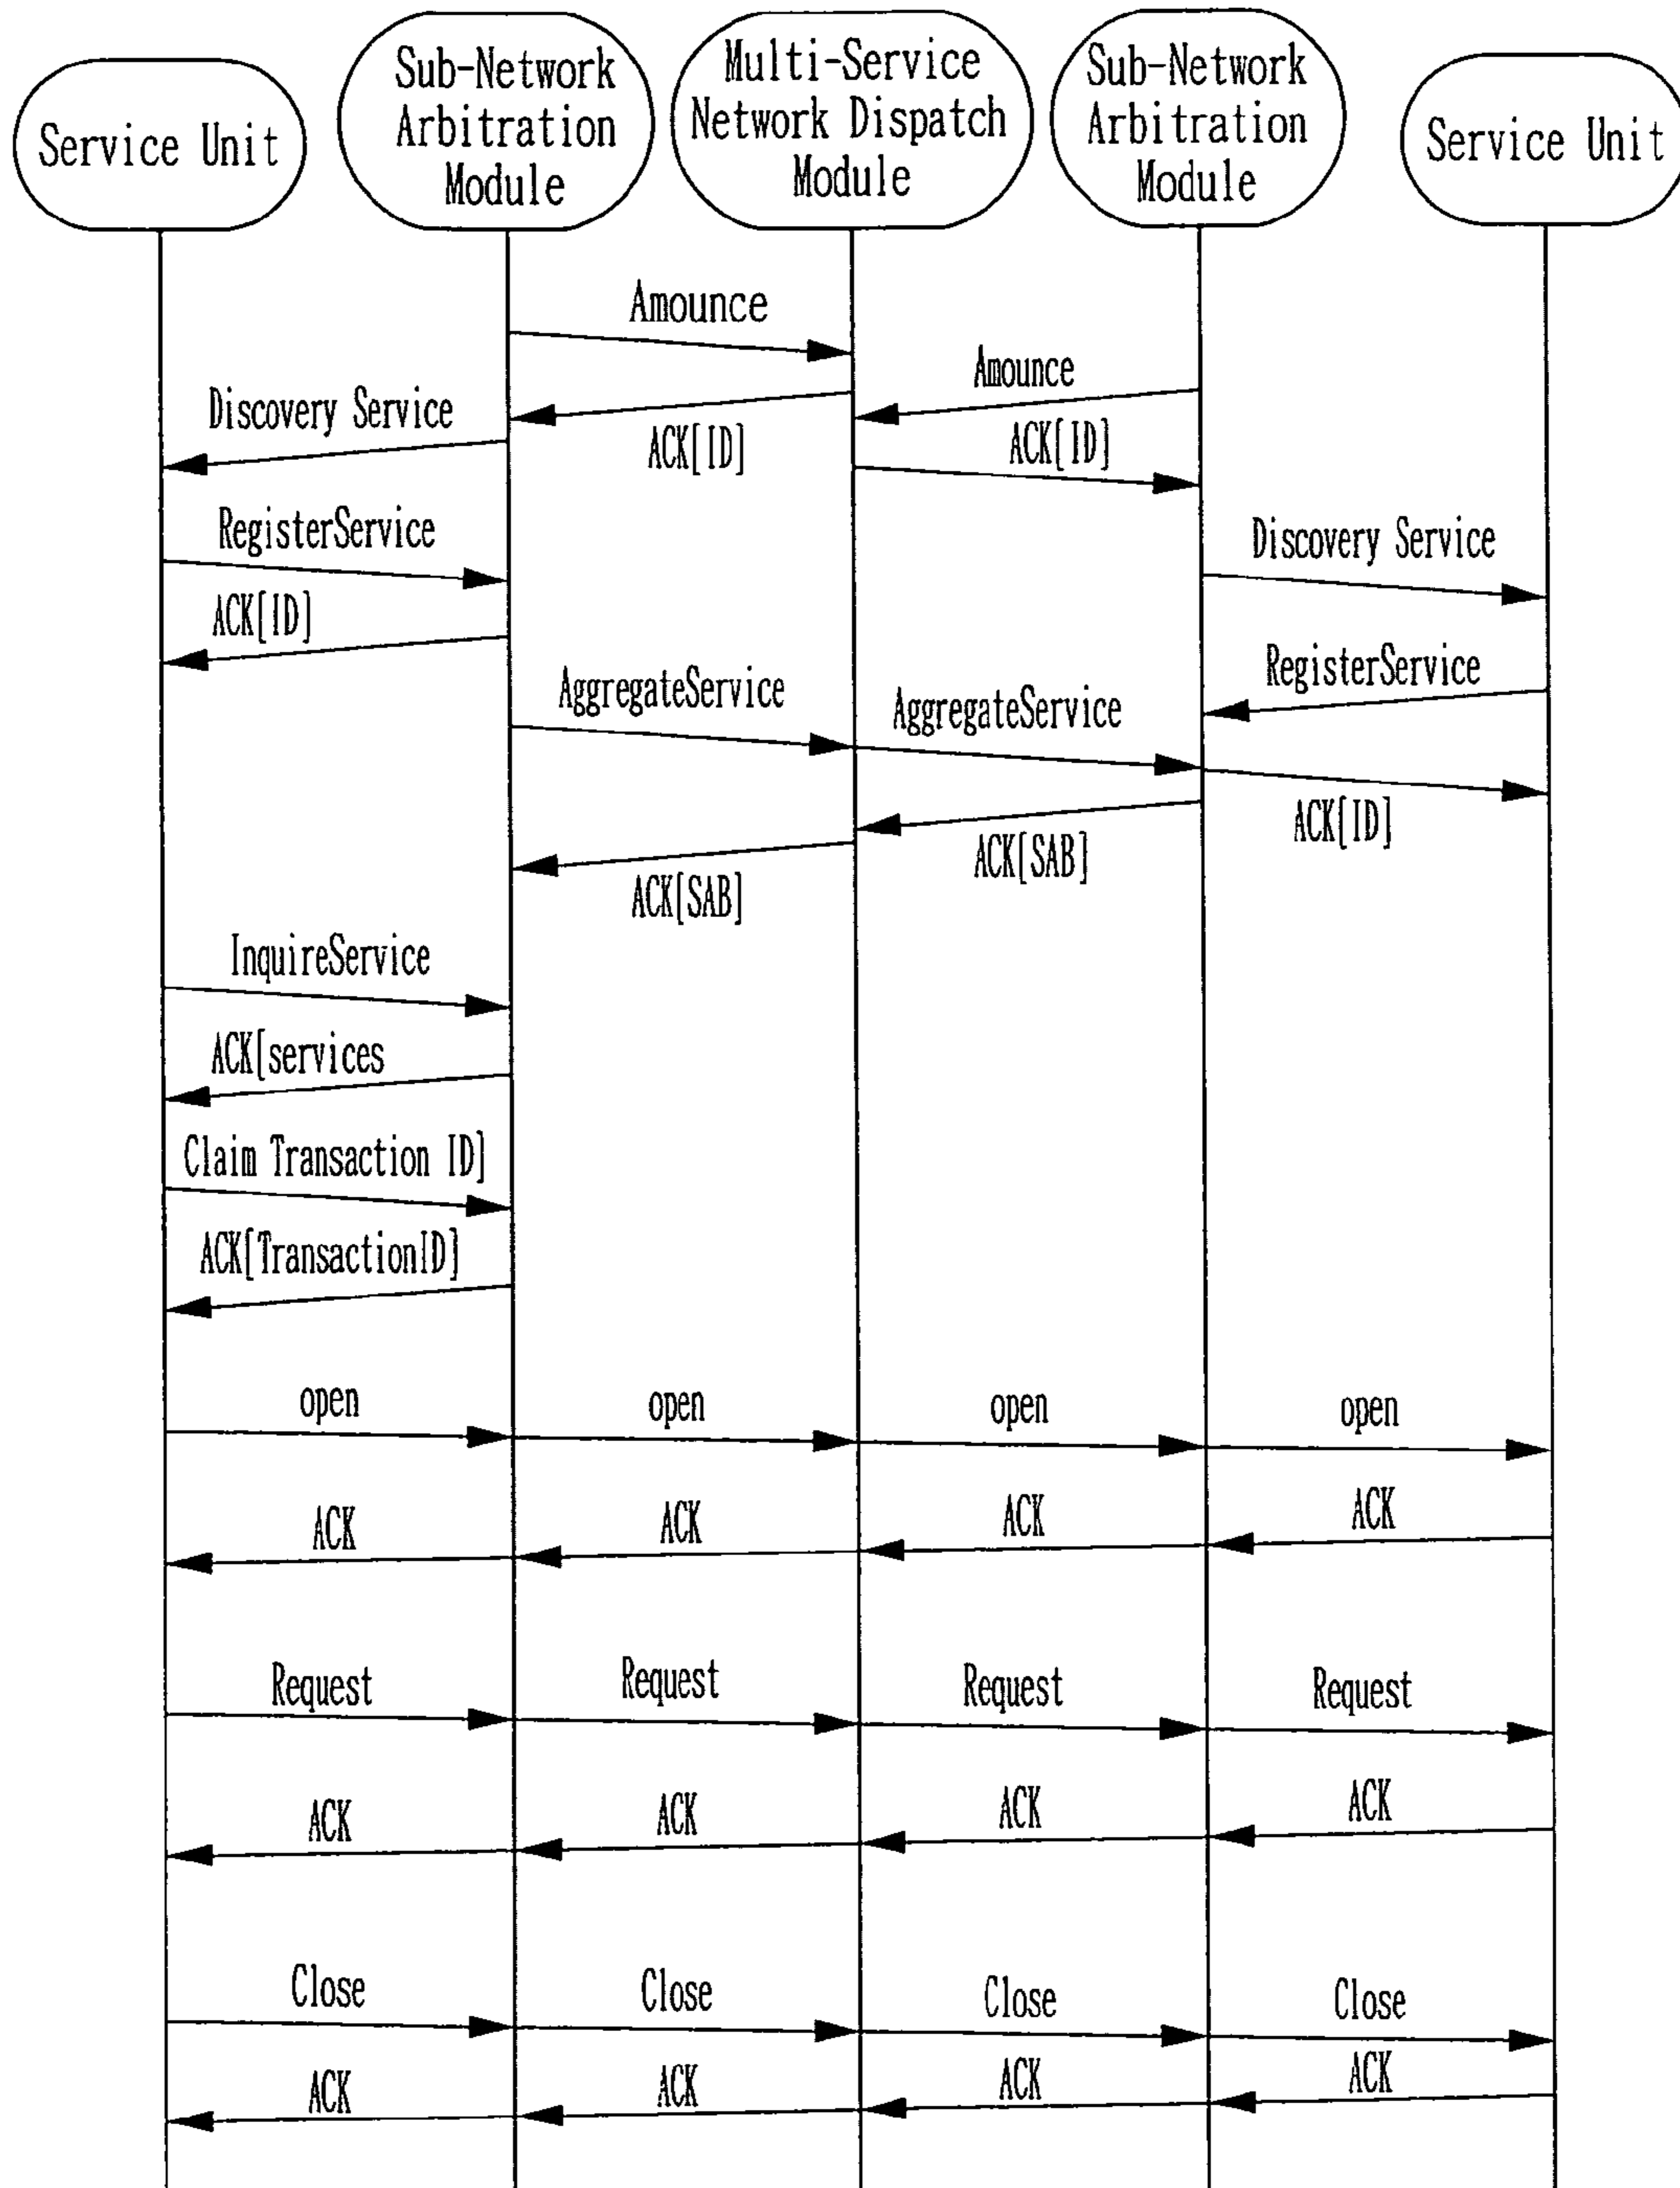 Service Unit
Sub-Network
Arbitration
Module
Multi-Service
Network Dispatch
Module
Sub-Network
Arbitration
Module
Service Unit
Amounce
Amounce
Discovery Service
ACK[ID]
ACK[ID]
RegisterService
Discovery Service
ACK[ID]
RegisterService
AggregateService
AggregateService
ACK[ID]
ACK[SAB]
ACK[SAB]
InquireService
ACK[services
Claim Transaction ID]
ACK[TransactionID]
open
open
open
open
ACK
ACK
ACK
ACK
Request
Request
Request
Request
ACK
ACK
ACK
ACK
Close
Close
Close
Close
ACK
ACK
ACK
ACK